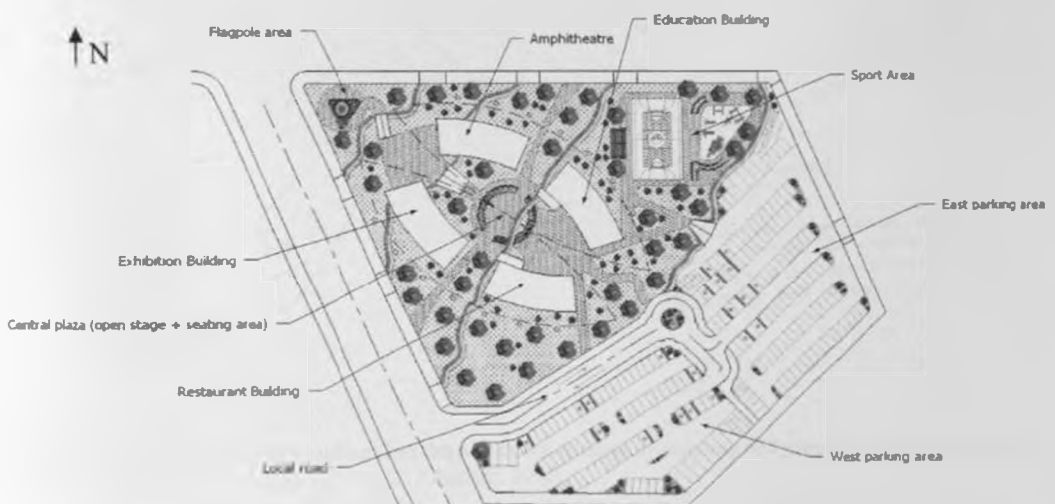 Education Building
Flagpole area
Amphitheatre
N
Sport Area
East parking area
Exhibition Building
Central plaza (open stage + seating area)
Restaurant Building
Local road
West parking area